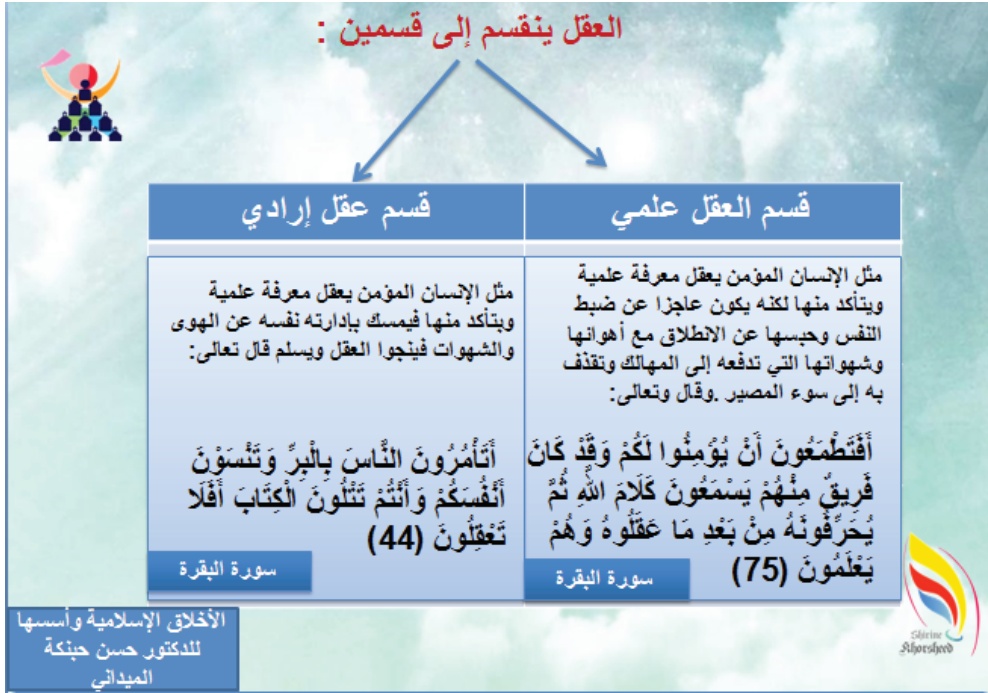 العقل ينقسم إلى قسمين :
قسم العقل علمي
قسم عقل إرادي
مثل الإنسان المؤمن يعقل معرفة علمية
ويتأكد منها لكنه يكون عاجزا عن ضبط
النفس وحبسها عن الانطلاق مع أهوائها
وشهواتها التي تدفعه إلى المهالك وتقذف
به إلى سوء المصير .وقال وتعالى:
أَفَتَطْمَعُونَ أَنْ يُؤْمِنُوا لَكُمْ وَقَدْ كَانَ
فَرِيقٌ مِنْهُمْ يَسْمَعُونَ كَلَامَ اللَّهِ ثُمَّ
يُحَرِّفُونَهُ مِنْ بَعْدِ مَا عَقَلُوهُ وَهُمْ
يَعْلَمُونَ (75)
سورة البقرة
مثل الإنسان المؤمن يعقل معرفة علمية
ويتأكد منها فيمسك بإدارته نفسه عن الهوى
والشهوات فينجوا العقل ويسلم قال تعالى:
أَتَأْمُرُونَ النَّاسَ بِالْبِرِّ وَتَنْسَوْنَ
أَنْفُسَكُمْ وَأَنْتُمْ تَتْلُونَ الْكِتَابَ أَفَلَا
تَعْقِلُونَ (44)
سورة البقرة
الأخلاق الإسلامية وأسسها
للدكتور حسن حبنكة
الميداني
Shirine
Khorsheed